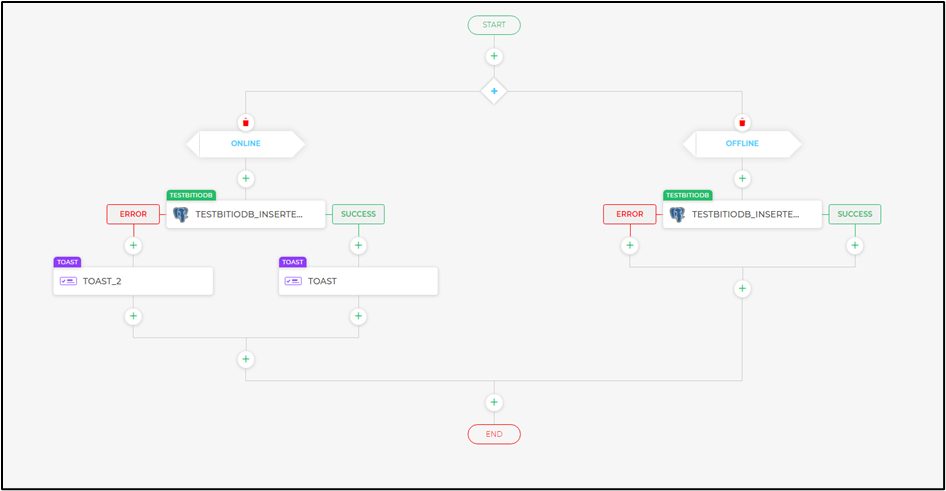 START
ONLINE
OFFLINE
TESTBITIODB
TESTBITIODB
ERROR
TESTBITIODB_INSERTE...
SUCCESS
ERROR
TESTBITIODB_INSERTE...
SUCCESS
TOAST
TOAST
TOAST_2
TOAST
END